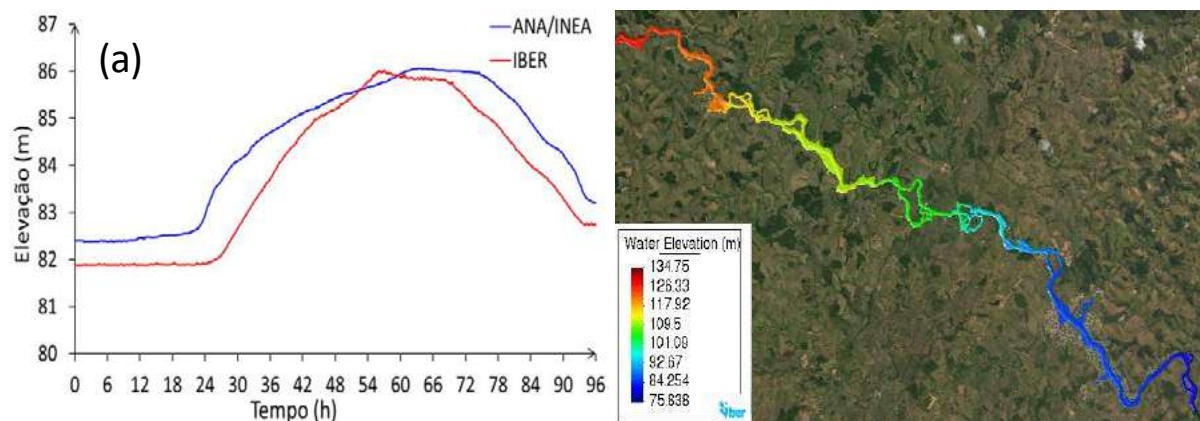 (a)
ANA/INEA
IBER
Elevação (m)
87
86
85
84
83
82
81
80
0 6 12 18 24 30 36 42 48 54 60 66 72 78 84 90 96
Tempo (h)
Water Elevation (m)
134.75
126.33
117.92
109.5
101.09
92.67
84.254
75.838
Iber